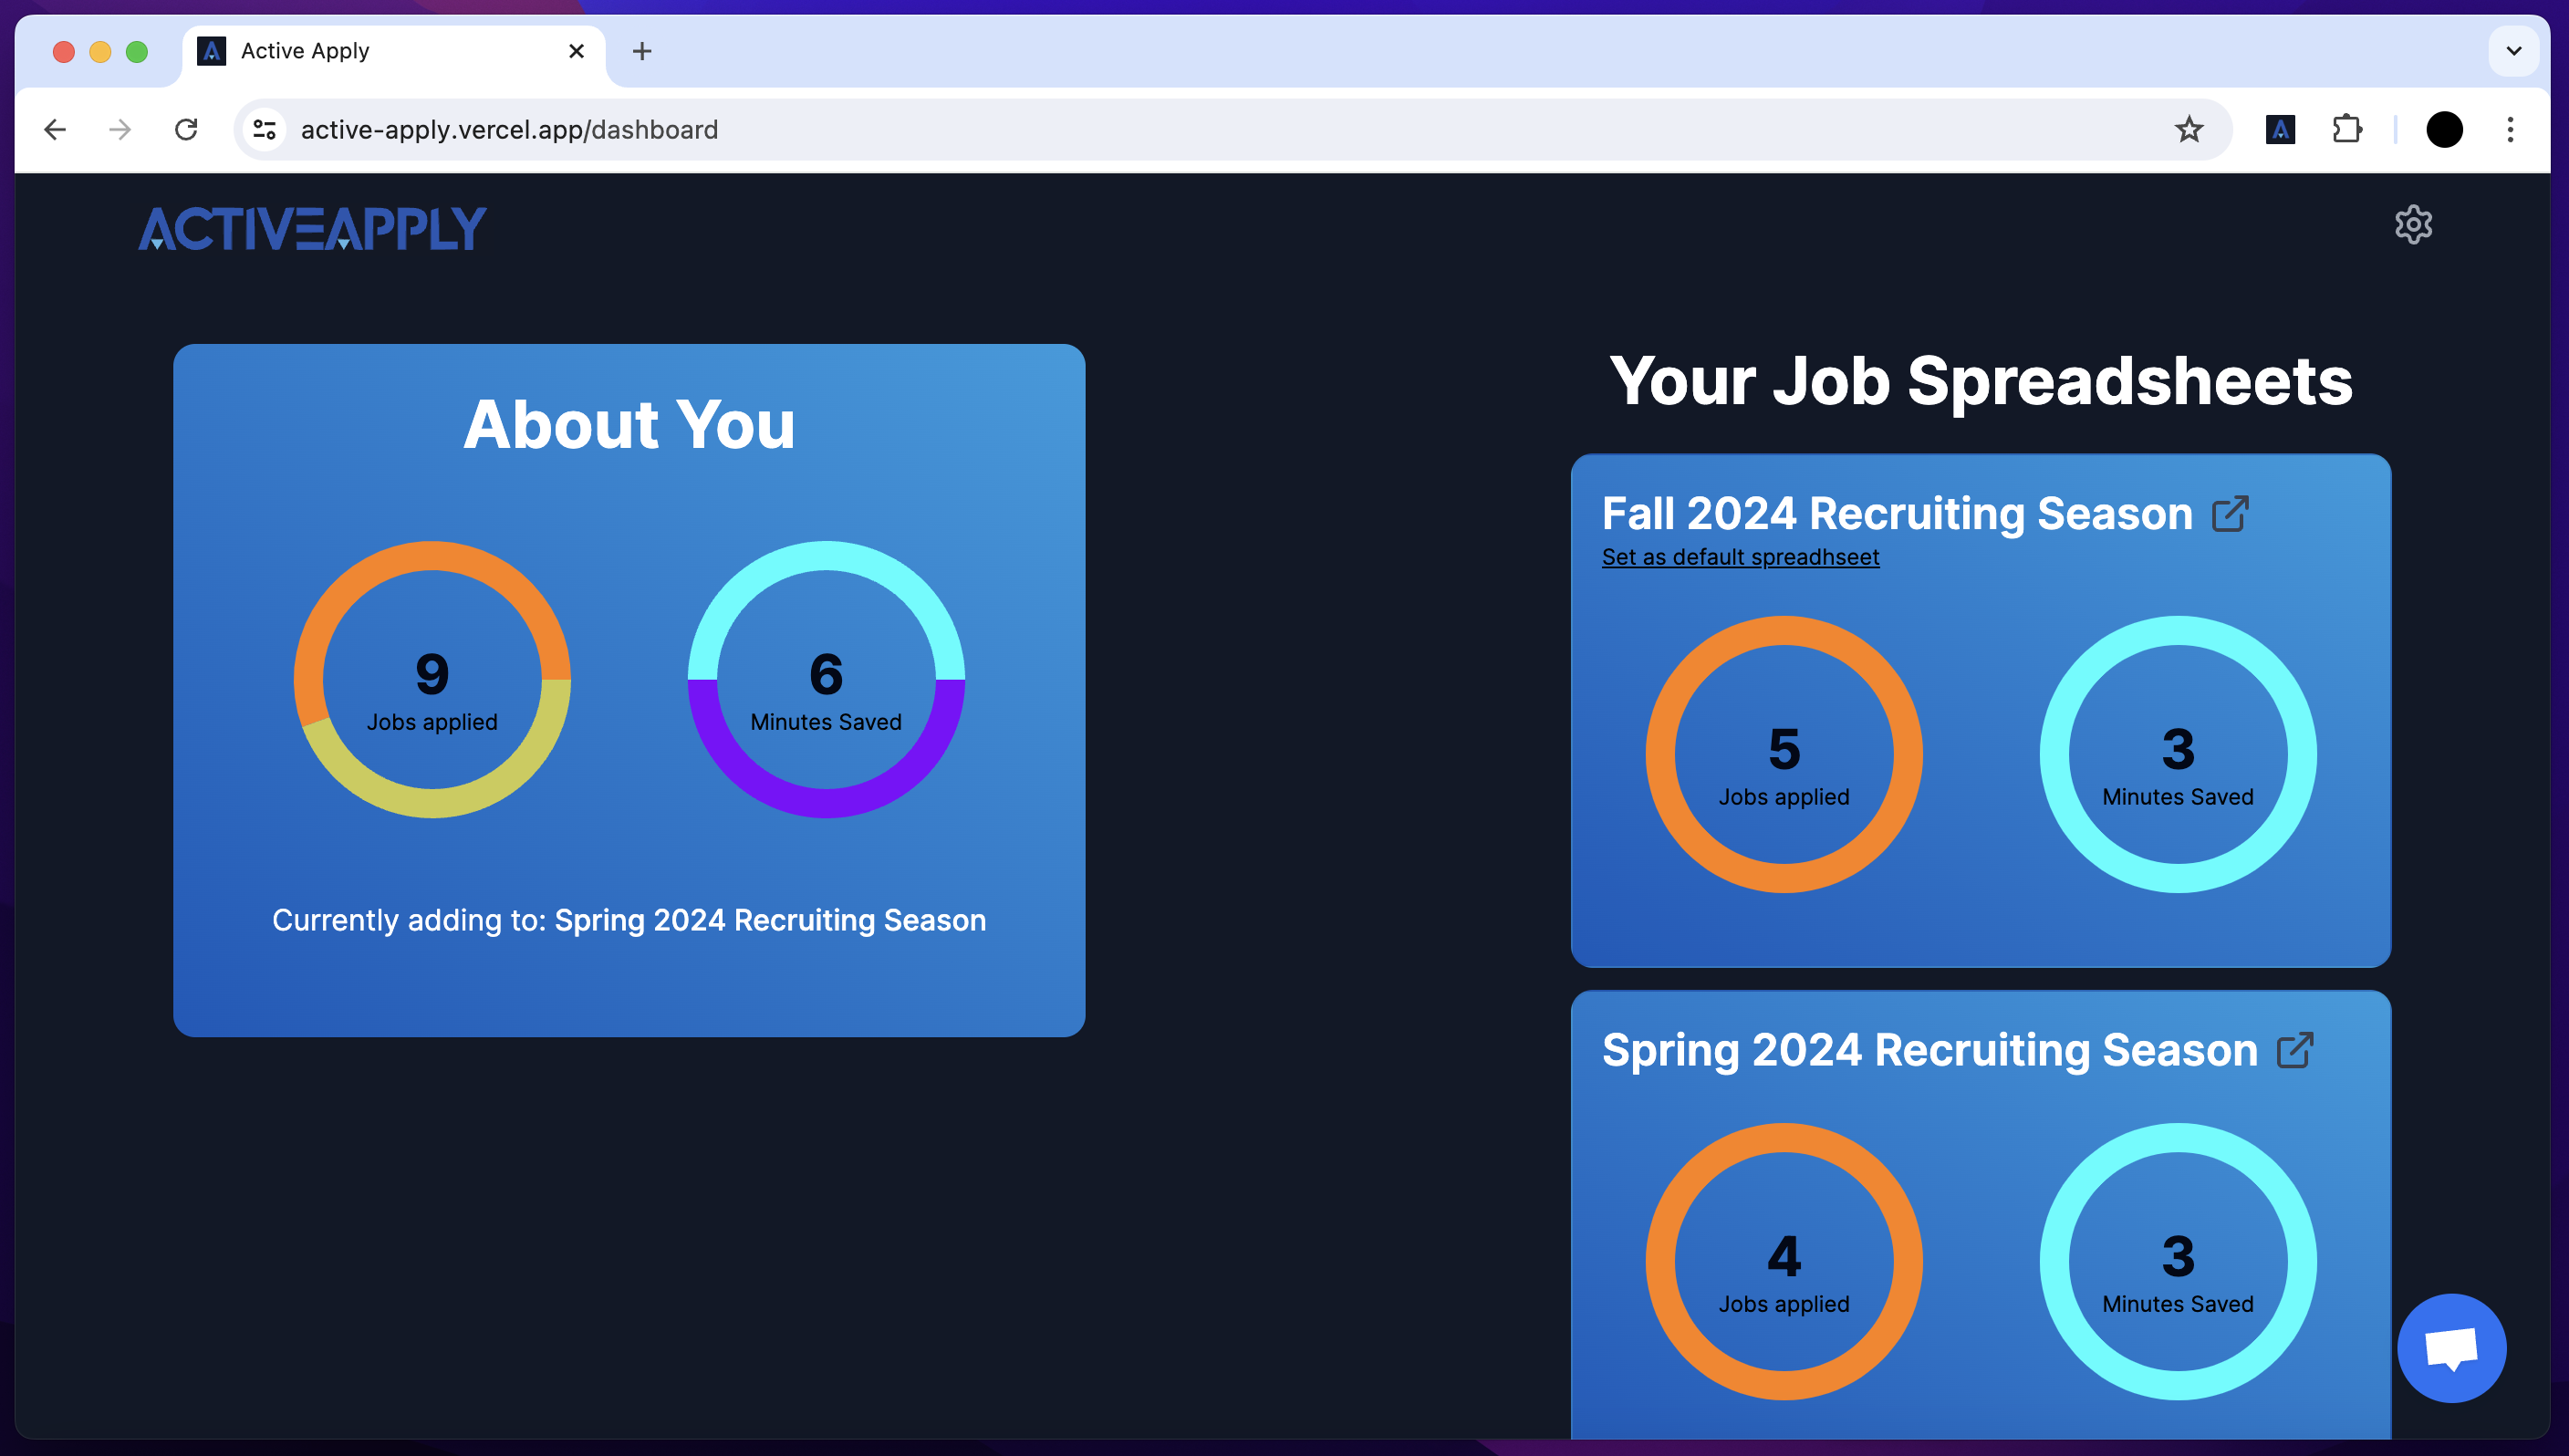 Active Apply
active-apply.vercel.app/dashboard
ACTIVEAPPLY
About You
9
Jobs applied
6
Minutes Saved
Currently adding to: Spring 2024 Recruiting Season
Your Job Spreadsheets
Fall 2024 Recruiting Season
Set as default spreadhseet
5
Jobs applied
3
Minutes Saved
Spring 2024 Recruiting Season
4
Jobs applied
3
Minutes Saved